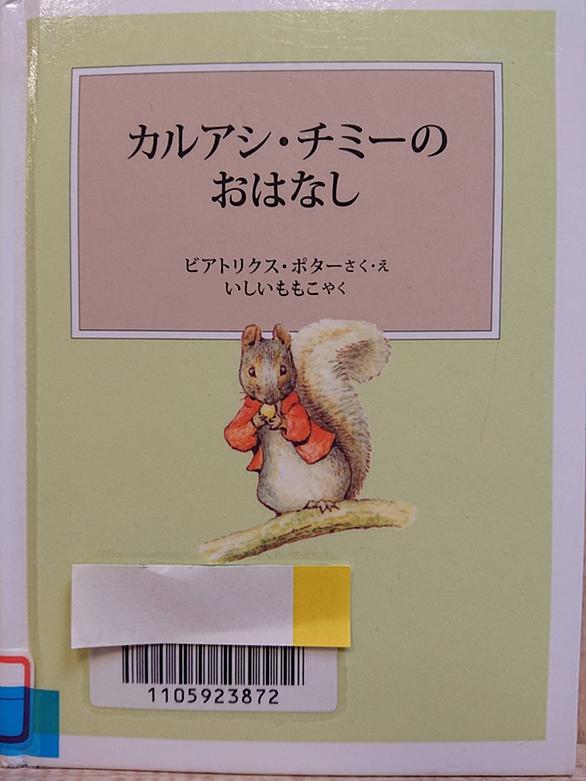 カルアシ・チミーの
おはなし
ビアトリクス・ポターさく・え
いしいももこやく
1105923872